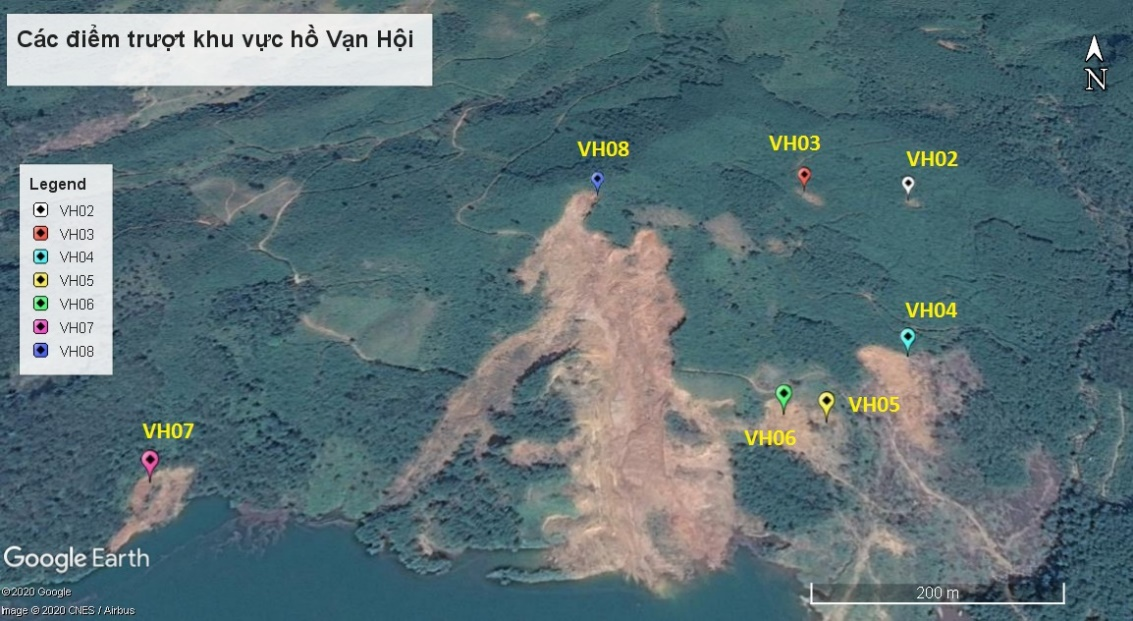 Các điểm trượt khu vực hồ Vạn Hội
N
VH08
VH03
VH02
Legend
VH02
VH03
VH04
VH05
VH06
VH07
VH08
VH04
VH05
VH06
VH07
Google Earth
©2020 Google
Image © 2020 CNES / Airbus
200 m